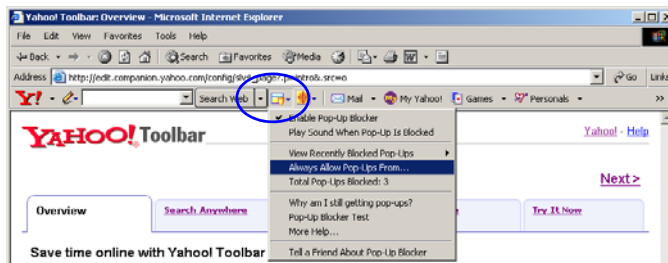 Yahoo! Toolbar: Overview - Microsoft Internet Explorer
File Edit View Favorites Tools Help
Back Search Favorites Media
Address http://edit.companion.yahoo.com/config/slvd_page?.p=intro&.src=wo Go Links
Y! Search Web Mail My Yahoo! Games Personals »
Enable Pop-Up Blocker
Play Sound When Pop-Up Is Blocked
YAHOO! Toolbar
Yahoo! - Help
View Recently Blocked Pop-Ups
Always Allow Pop-Ups From...
Total Pop-Ups Blocked: 3
Next >
Why am I still getting pop-ups?
Pop-Up Blocker Test
More Help...
Overview Search Anywhere Try It Now
Tell a Friend About Pop-Up Blocker
Save time online with Yahoo! Toolbar